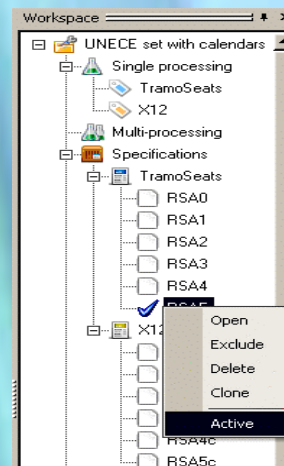 Workspace
UNECE set with calendars
Single processing
TramoSeats
X12
Multi-processing
Specifications
TramoSeats
RSA0
RSA1
RSA2
RSA3
RSA4
X12
Open
Exclude
Delete
Clone
Active
RSA4c
RSA5c